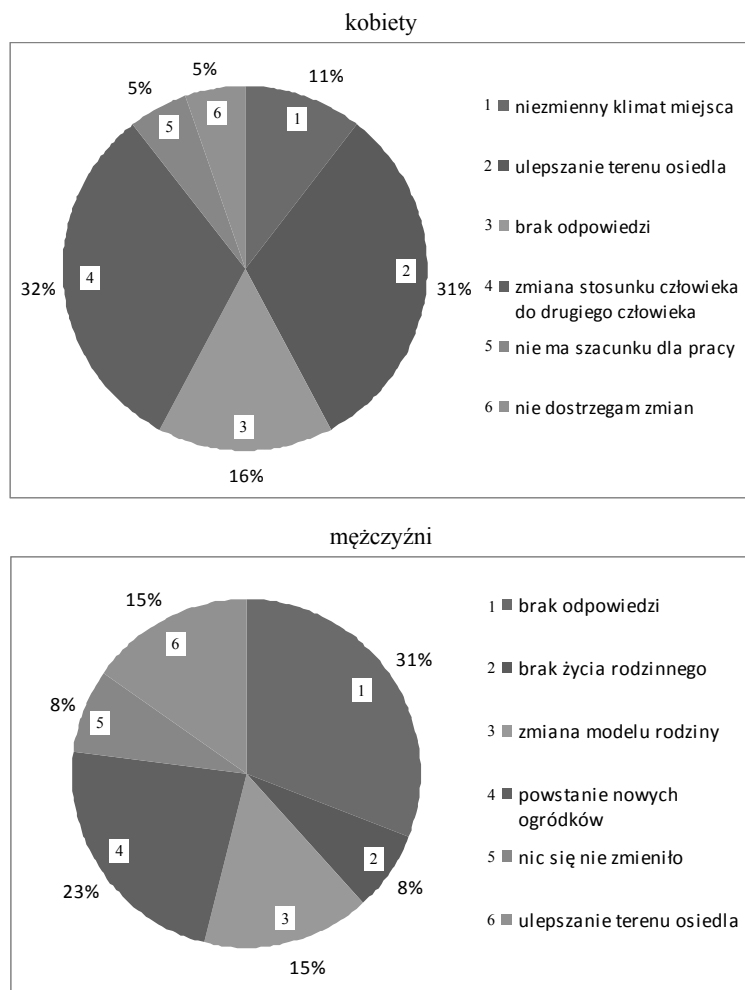 kobiety
5%
5%
11%
6
5
1
1 niezmienny klimat miejsca
2 ulepszanie terenu osiedla
3 brak odpowiedzi
4
2
32%
31%
4 zmiana stosunku człowieka
do drugiego człowieka
5 nie ma szacunku dla pracy
6 nie dostrzegam zmian
3
16%
mężczyźni
15%
31%
6
1
8%
5
4
2
23%
8%
3
15%
1 brak odpowiedzi
2 brak życia rodzinnego
3 zmiana modelu rodziny
4 powstanie nowych
ogródków
5 nic się nie zmieniło
6 ulepszanie terenu osiedla